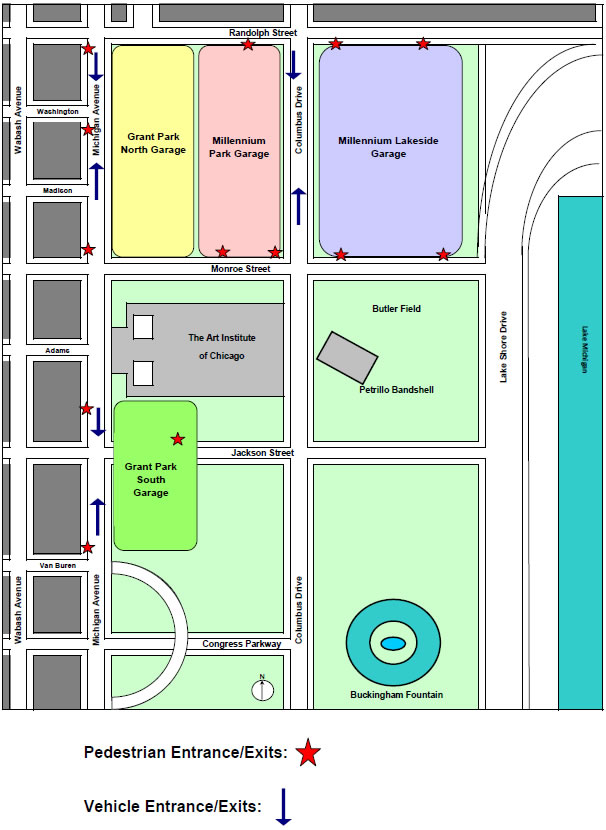 Randolph Street
Wabash Avenue
Michigan Avenue
Columbus Drive
Washington
Grant Park
North Garage
Millennium
Park Garage
Millennium Lakeside
Garage
Madison
Monroe Street
Butler Field
The Art Institute
of Chicago
Adams
Petrillo Bandshell
Lake Shore Drive
Lake Michigan
Jackson Street
Grant Park
South
Garage
Van Buren
Wabash Avenue
Michigan Avenue
Columbus Drive
Congress Parkway
N
Buckingham Fountain
Pedestrian Entrance/Exits:
Vehicle Entrance/Exits: